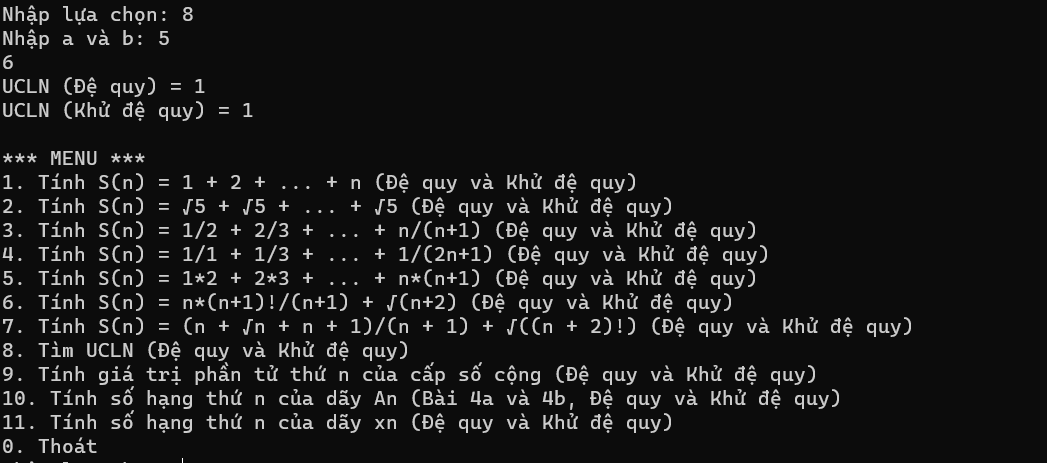 Nhập lựa chọn: 8
Nhập a và b: 5
6
UCLN (Đệ quy) = 1
UCLN (Khử đệ quy) = 1
*** MENU ***
1. Tính S(n) = 1 + 2 + ... + n (Đệ quy và Khử đệ quy)
2. Tính S(n) = √5 + √5 + ... + √5 (Đệ quy và Khử đệ quy)
3. Tính S(n) = 1/2 + 2/3 + ... + n/(n+1) (Đệ quy và Khử đệ quy)
4. Tính S(n) = 1/1 + 1/3 + ... + 1/(2n+1) (Đệ quy và Khử đệ quy)
5. Tính S(n) = 1*2 + 2*3 + ... + n*(n+1) (Đệ quy và Khử đệ quy)
6. Tính S(n) = n*(n+1)!/(n+1) + √(n+2) (Đệ quy và Khử đệ quy)
7. Tính S(n) = (n + √n + n + 1)/(n + 1) + √((n + 2)!) (Đệ quy và Khử đệ quy)
8. Tìm UCLN (Đệ quy và Khử đệ quy)
9. Tính giá trị phần tử thứ n của cấp số cộng (Đệ quy và Khử đệ quy)
10. Tính số hạng thứ n của dãy An (Bài 4a và 4b, Đệ quy và Khử đệ quy)
11. Tính số hạng thứ n của dãy xn (Đệ quy và Khử đệ quy)
0. Thoát